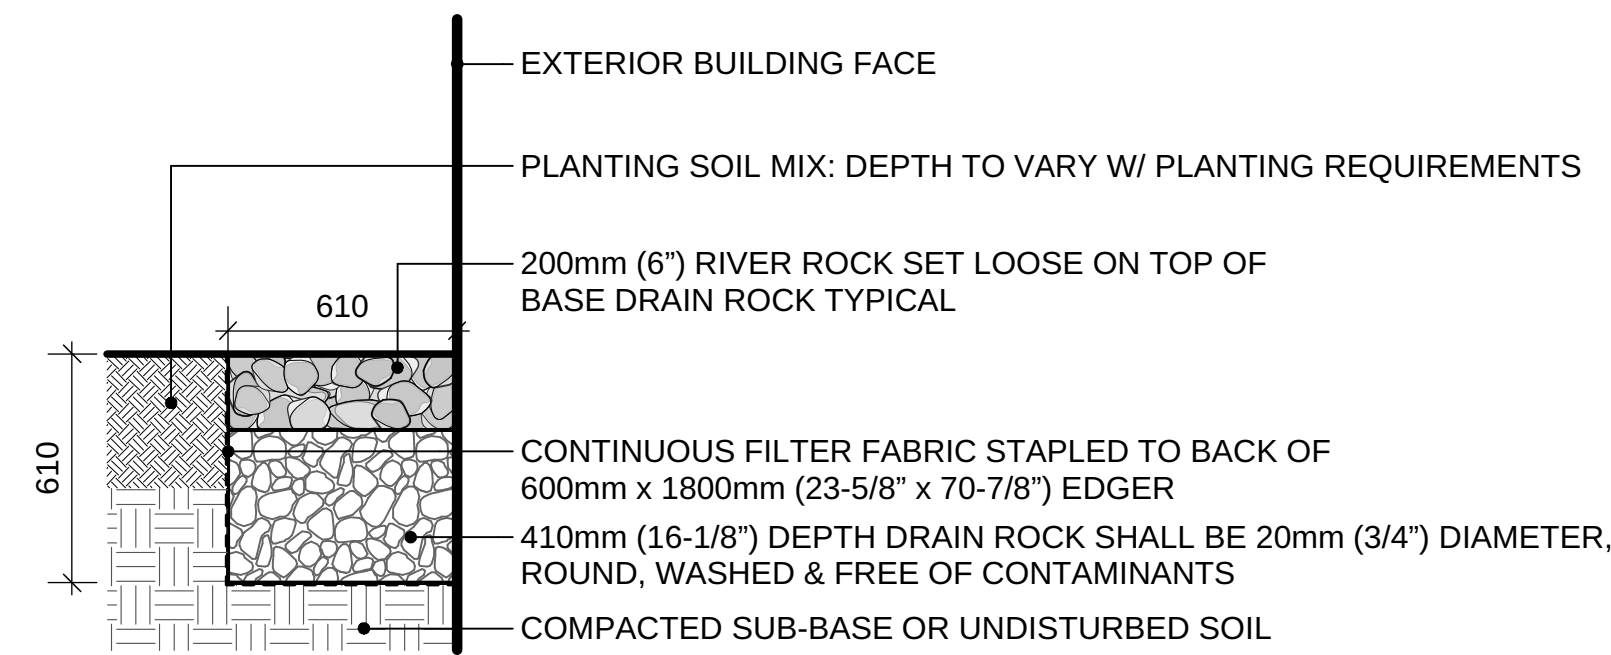 EXTERIOR BUILDING FACE
PLANTING SOIL MIX: DEPTH TO VARY W/ PLANTING REQUIREMENTS
200mm (6”) RIVER ROCK SET LOOSE ON TOP OF
BASE DRAIN ROCK TYPICAL
610
610
CONTINUOUS FILTER FABRIC STAPLED TO BACK OF
600mm x 1800mm (23-5/8” x 70-7/8”) EDGER
410mm (16-1/8”) DEPTH DRAIN ROCK SHALL BE 20mm (3/4”) DIAMETER,
ROUND, WASHED & FREE OF CONTAMINANTS
COMPACTED SUB-BASE OR UNDISTURBED SOIL